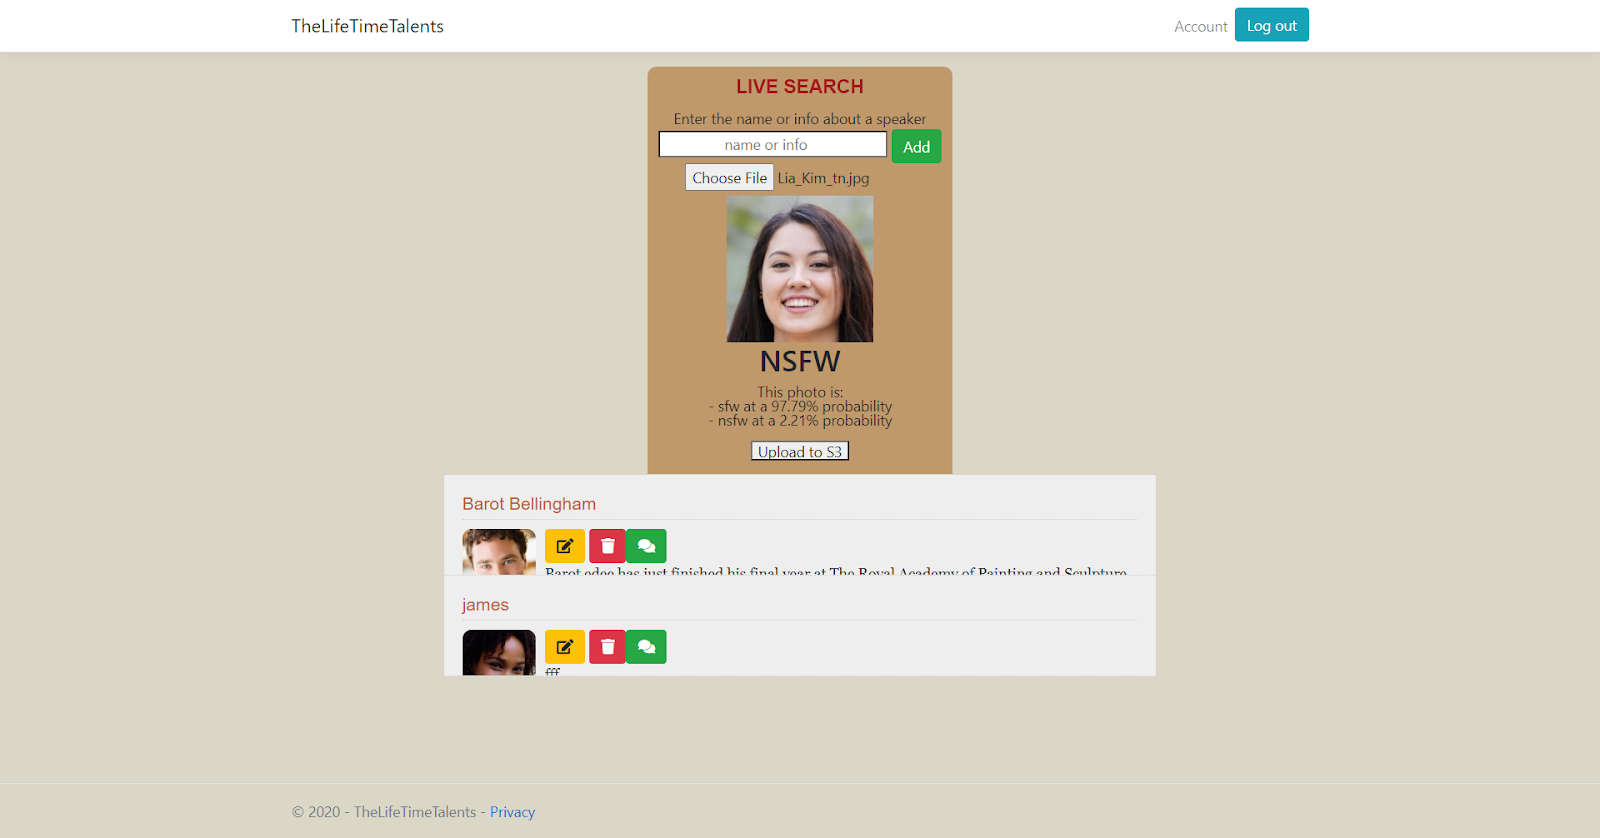 TheLifeTimeTalents
Account Log out
LIVE SEARCH
Enter the name or info about a speaker
name or info Add
Choose File Lia_Kim_tn.jpg
NSFW
This photo is:
- sfw at a 97.79% probability
- nsfw at a 2.21% probability
Upload to S3
Barot Bellingham
Barot edee has just finished his final year at The Royal Academy of Painting and Sculpture
james
fff
© 2020 - TheLifeTimeTalents - Privacy